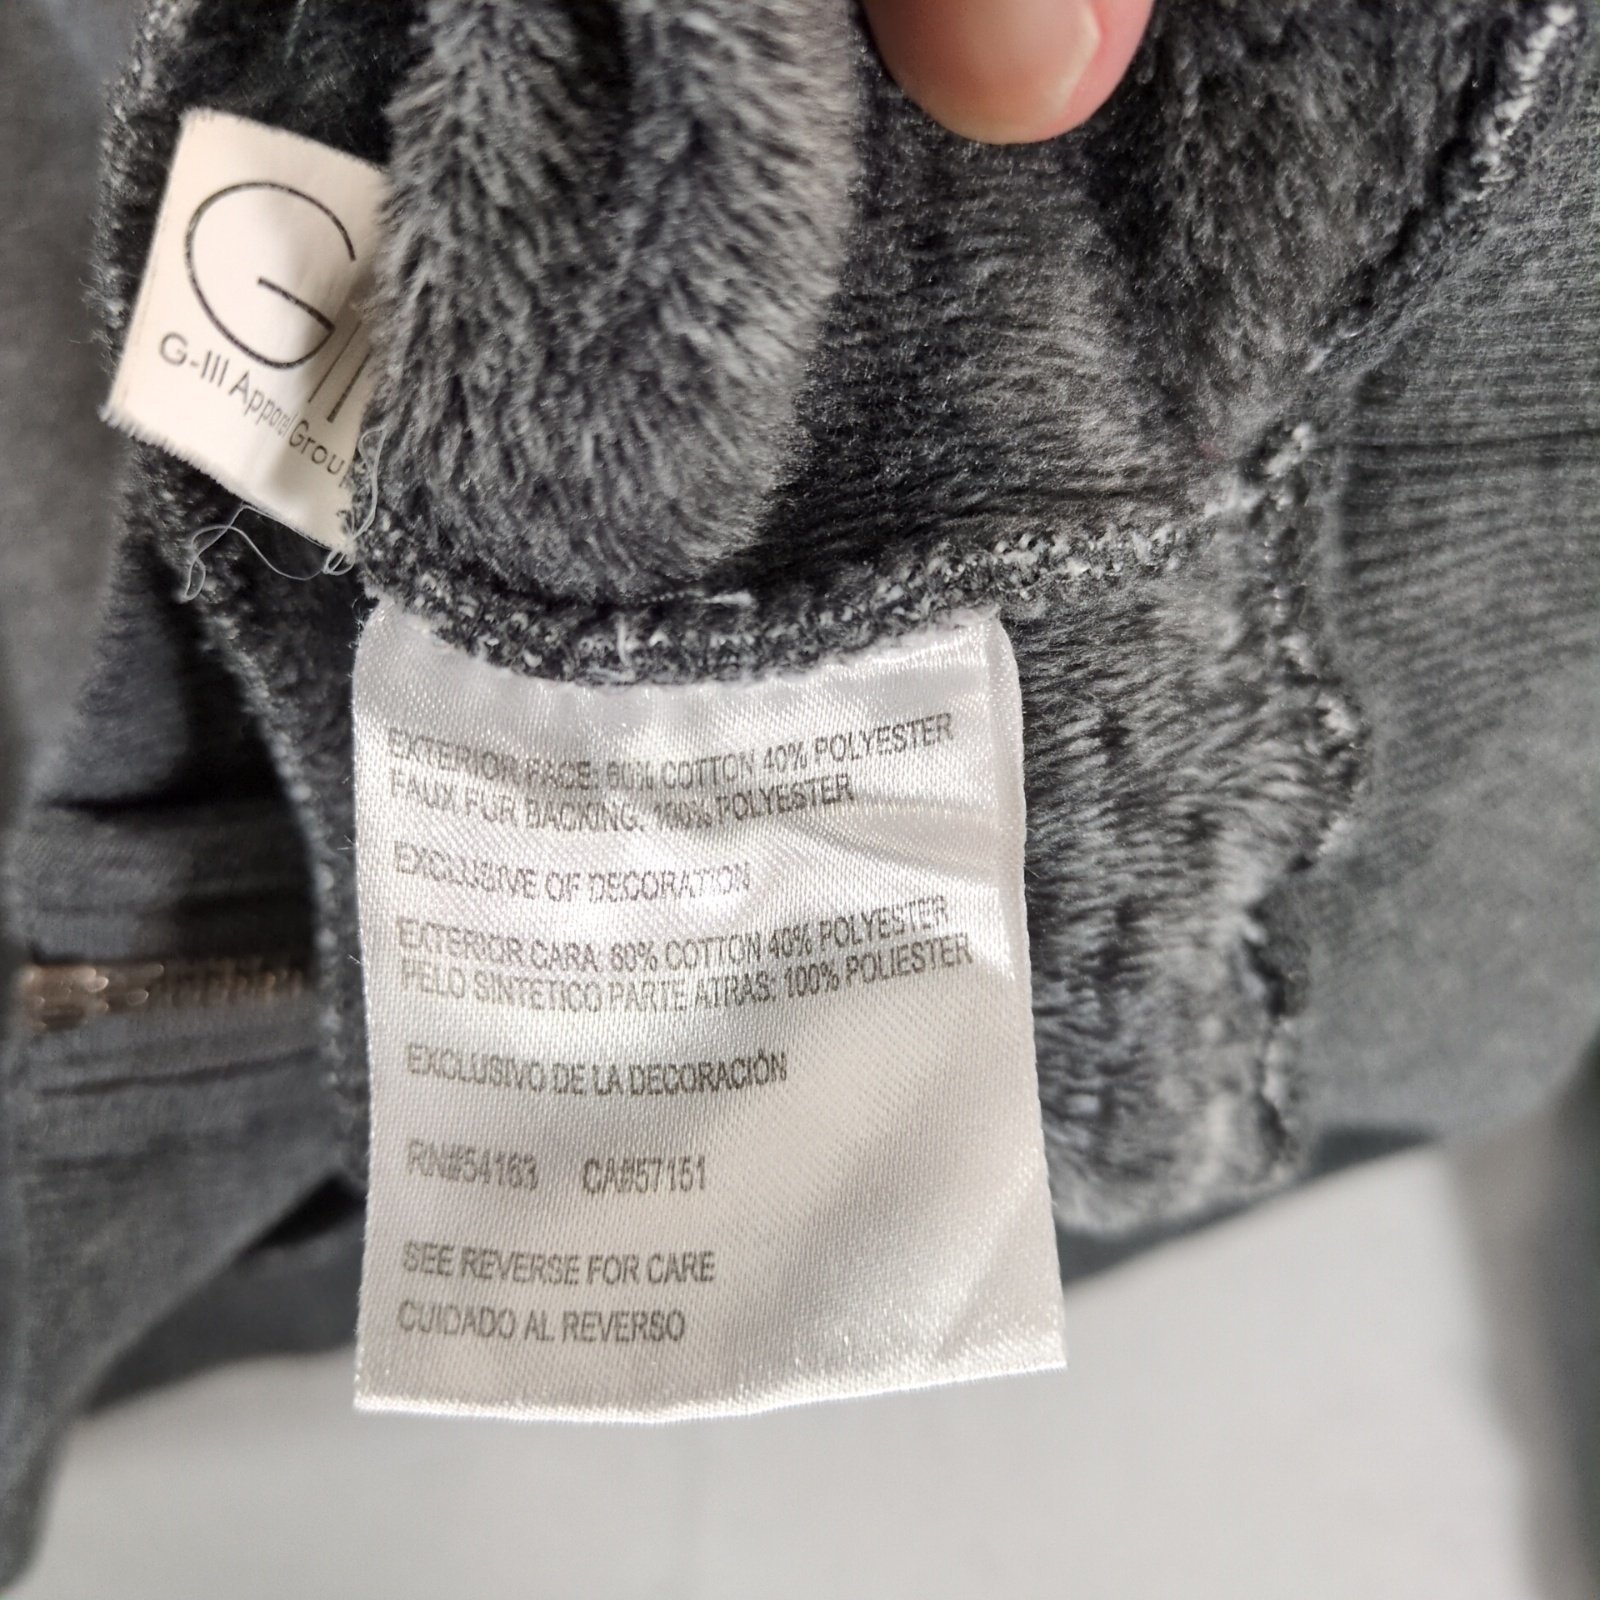 G|||
G-III Apparel Group
EXTERIOR FACE: 60% COTTON 40% POLYESTER
FAUX FUR BACKING: 100% POLYESTER
EXCLUSIVE OF DECORATION
EXTERIOR CARA: 60% COTTON 40% POLYESTER
PELO SINTETICO PARTE ATRAS: 100% POLIESTER
EXCLUSIVO DE LA DECORACIÓN
RN#54163 CA#57151
SEE REVERSE FOR CARE
CUIDADO AL REVERSO